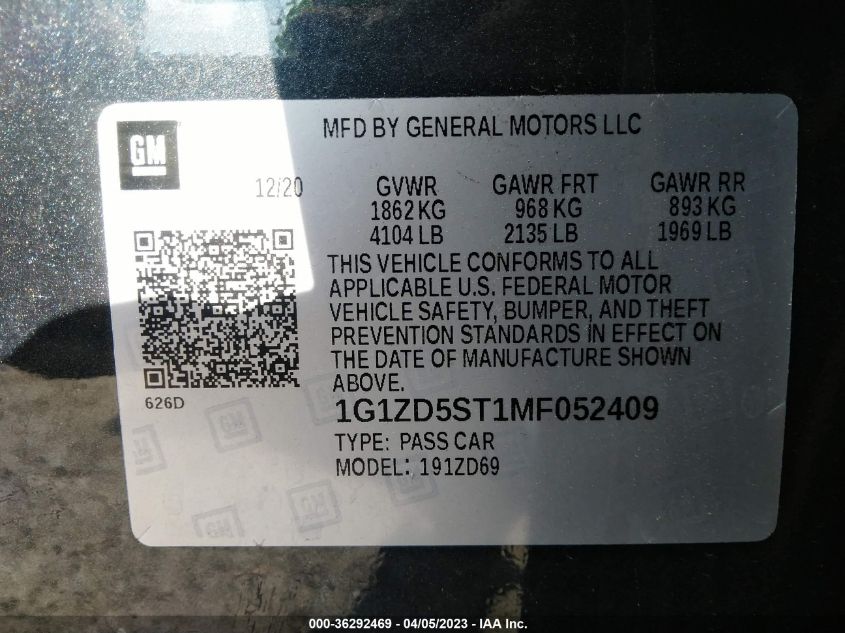 GM
MFD BY GENERAL MOTORS LLC
12/20
GVWR GAWR FRT GAWR RR
1862 KG 968 KG 893 KG
4104 LB 2135 LB 1969 LB
THIS VEHICLE CONFORMS TO ALL
APPLICABLE U.S. FEDERAL MOTOR
VEHICLE SAFETY, BUMPER, AND THEFT
PREVENTION STANDARDS IN EFFECT ON
THE DATE OF MANUFACTURE SHOWN
ABOVE.
626D
1G1ZD5ST1MF052409
TYPE: PASS CAR
MODEL: 191ZD69
000-36292469 - 04/05/2023 - IAA Inc.